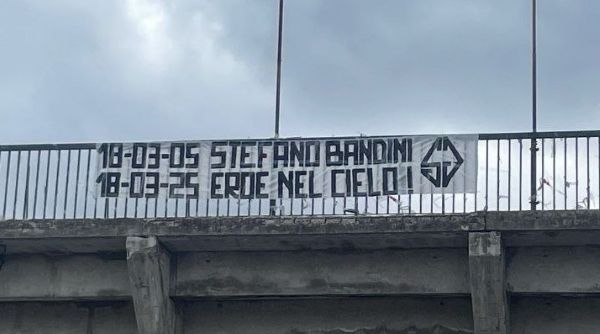 18-03-05 STEFANO BANDINI
18-03-25 EROE NEL CIELO!